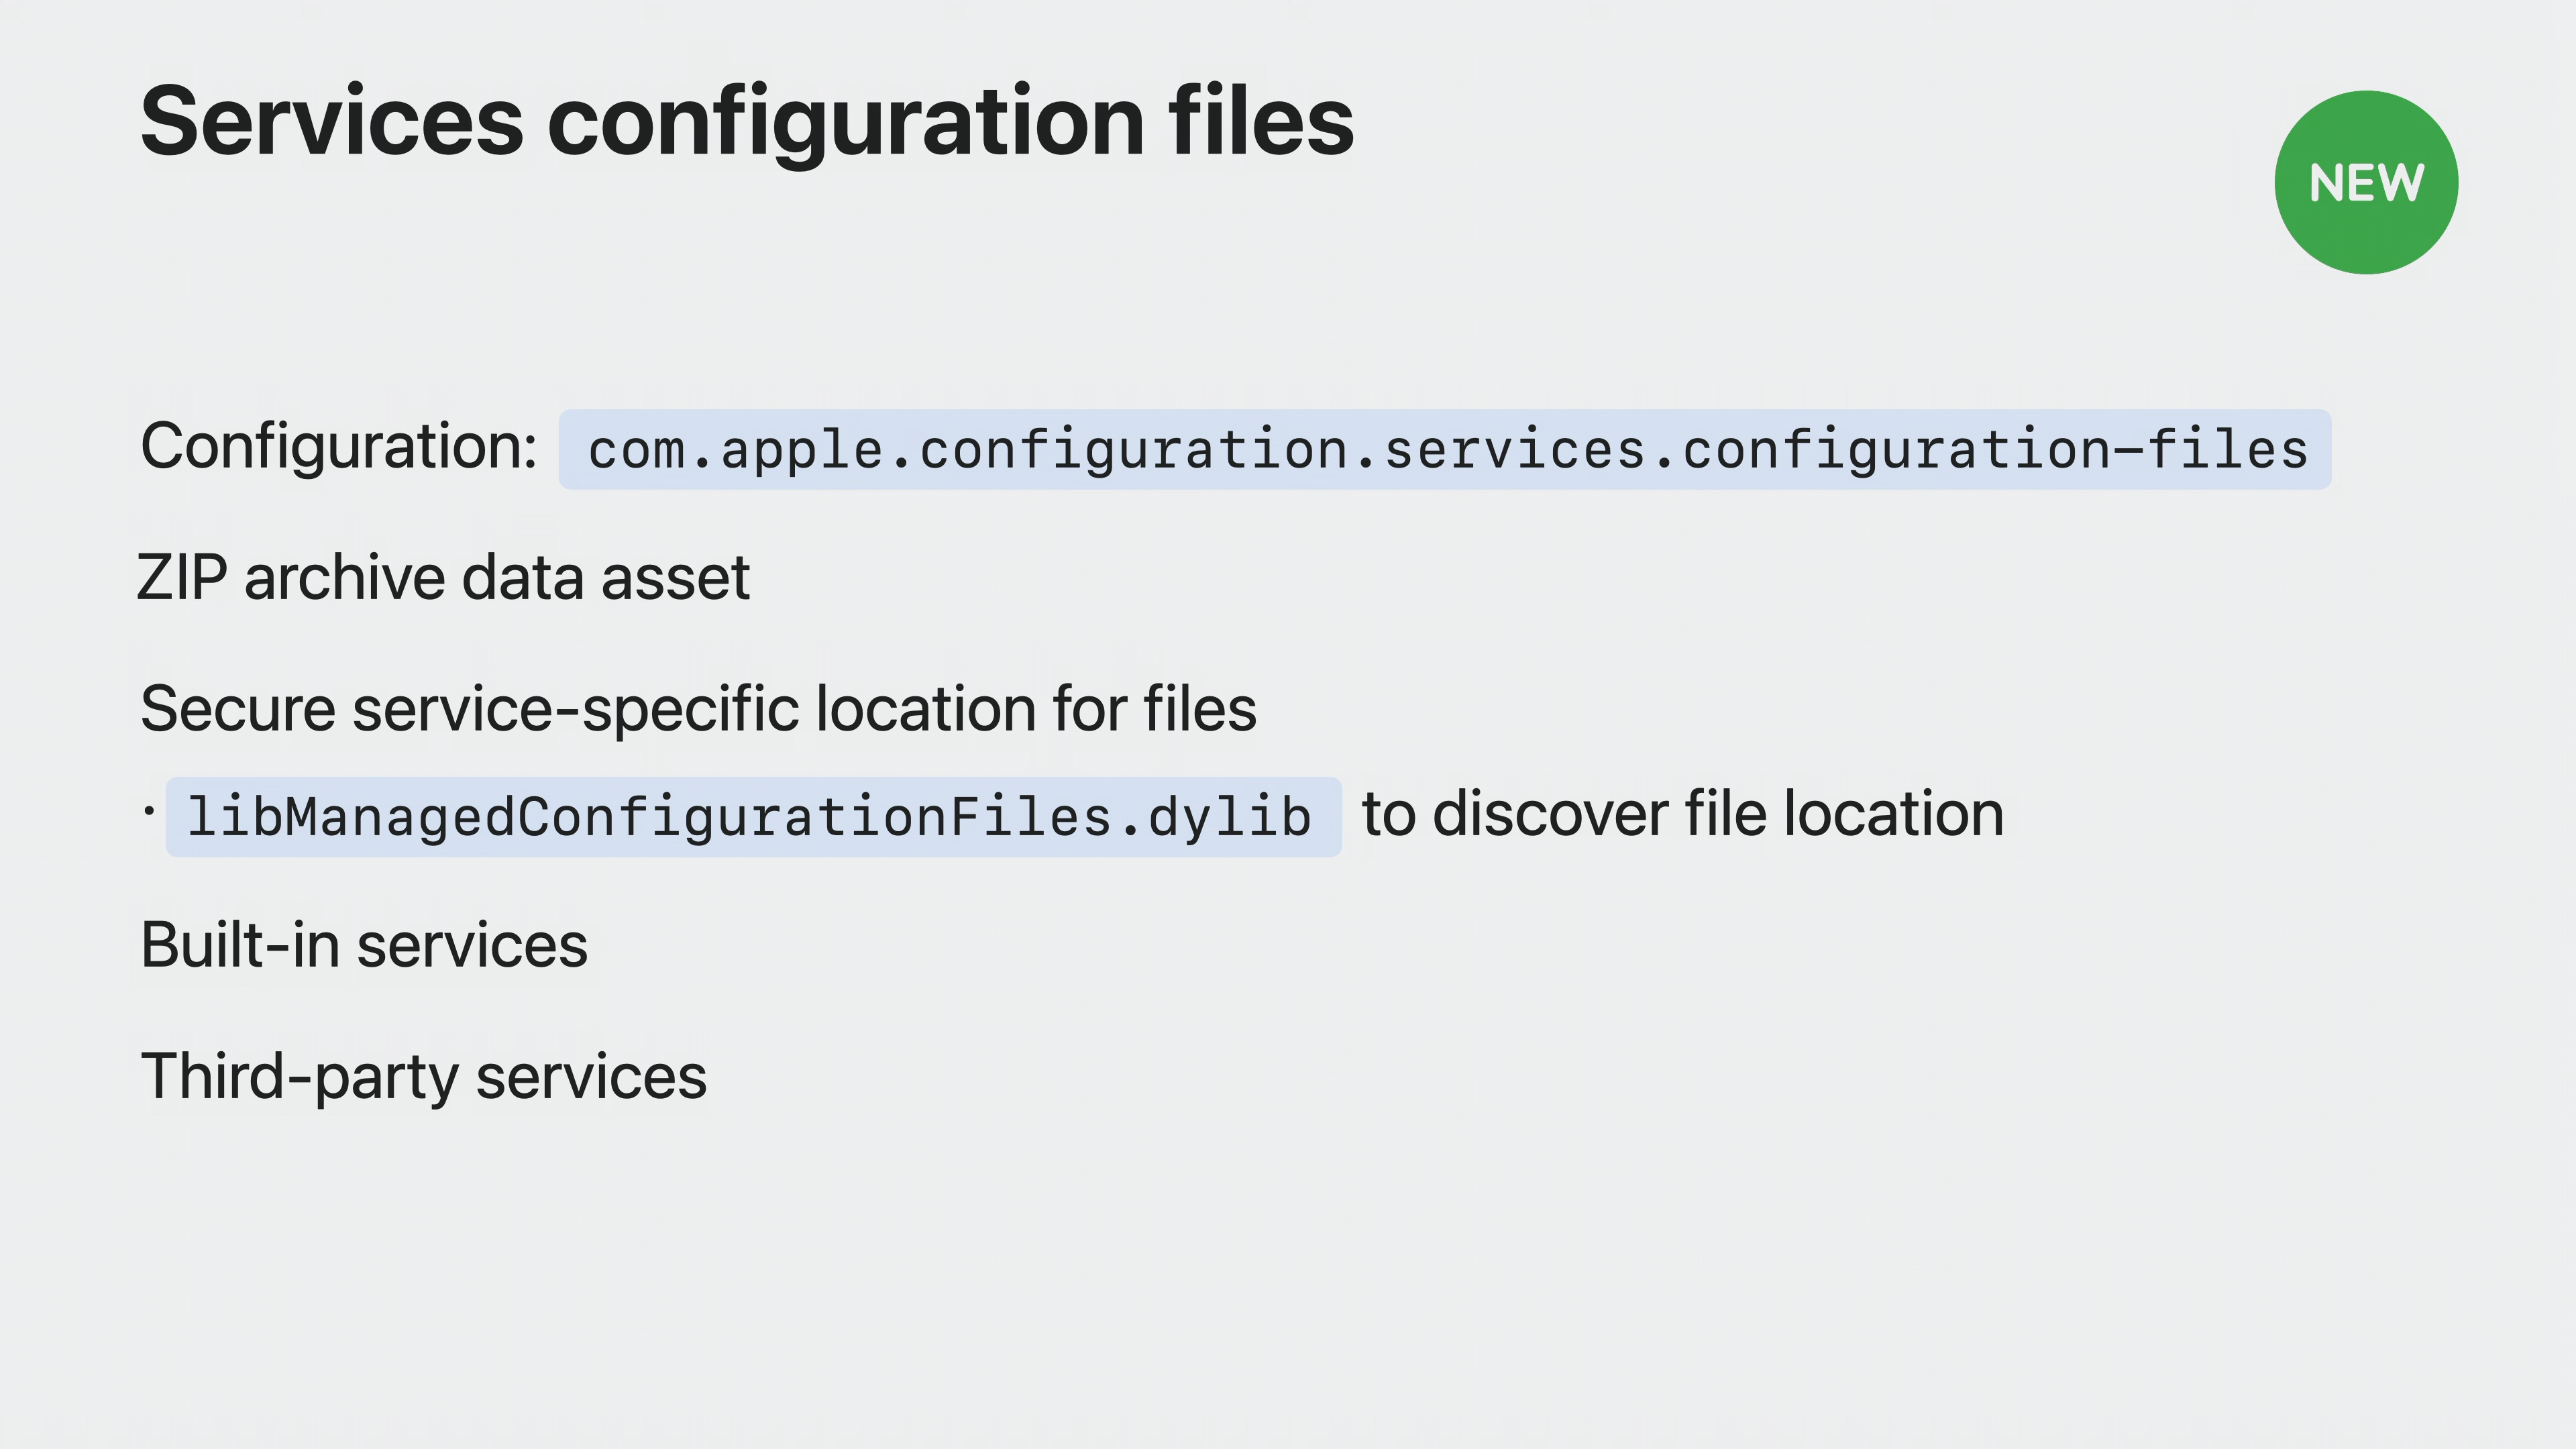 Services configuration files
NEW
Configuration: com.apple.configuration.services.configuration-files
ZIP archive data asset
Secure service-specific location for files
• libManagedConfigurationFiles.dylib to discover file location
Built-in services
Third-party services